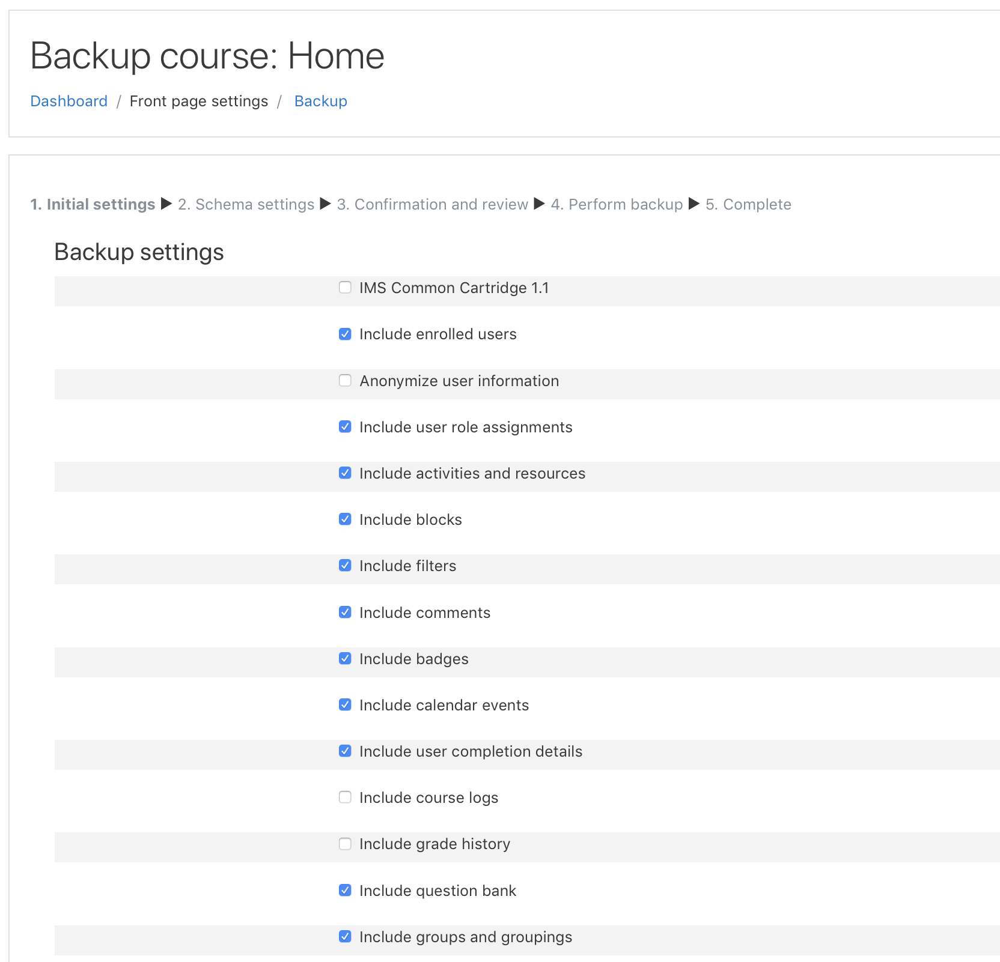 Backup course: Home
Dashboard / Front page settings / Backup
1. Initial settings ▶ 2. Schema settings ▶ 3. Confirmation and review ▶ 4. Perform backup ▶ 5. Complete
Backup settings
IMS Common Cartridge 1.1
Include enrolled users
Anonymize user information
Include user role assignments
Include activities and resources
Include blocks
Include filters
Include comments
Include badges
Include calendar events
Include user completion details
Include course logs
Include grade history
Include question bank
Include groups and groupings